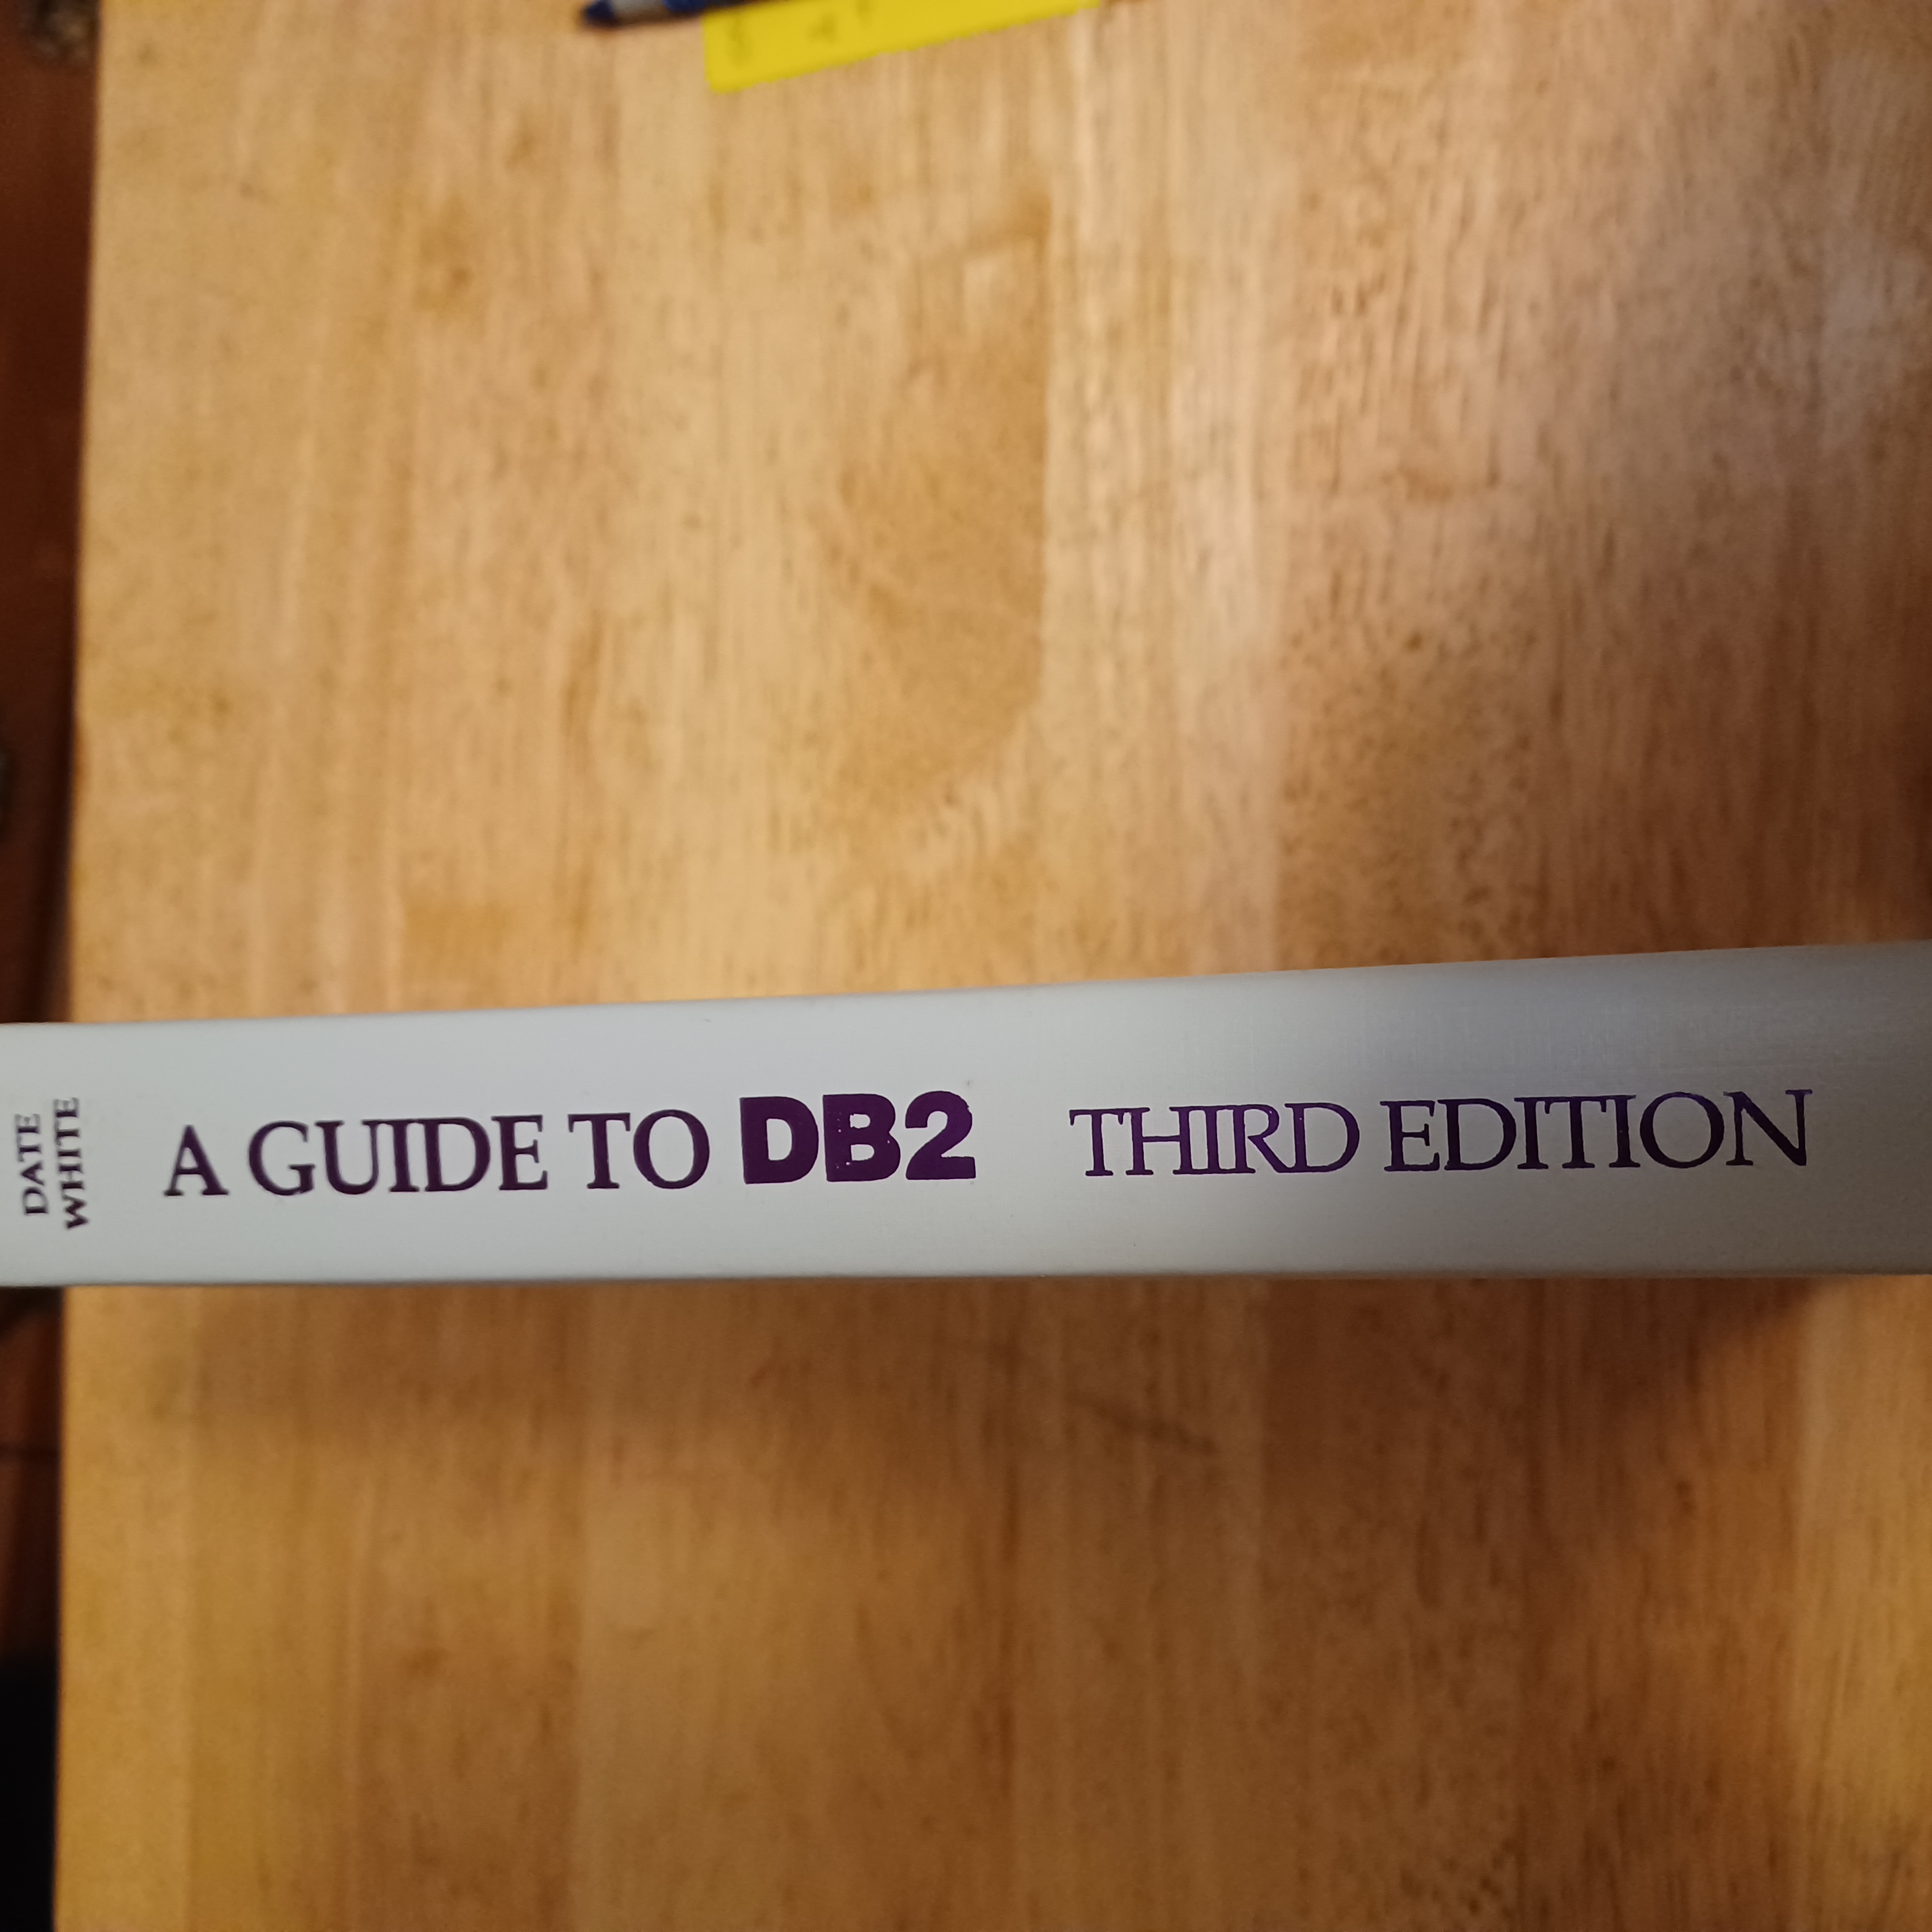 DATE
WHITE
A GUIDE TO DB2 THIRD EDITION